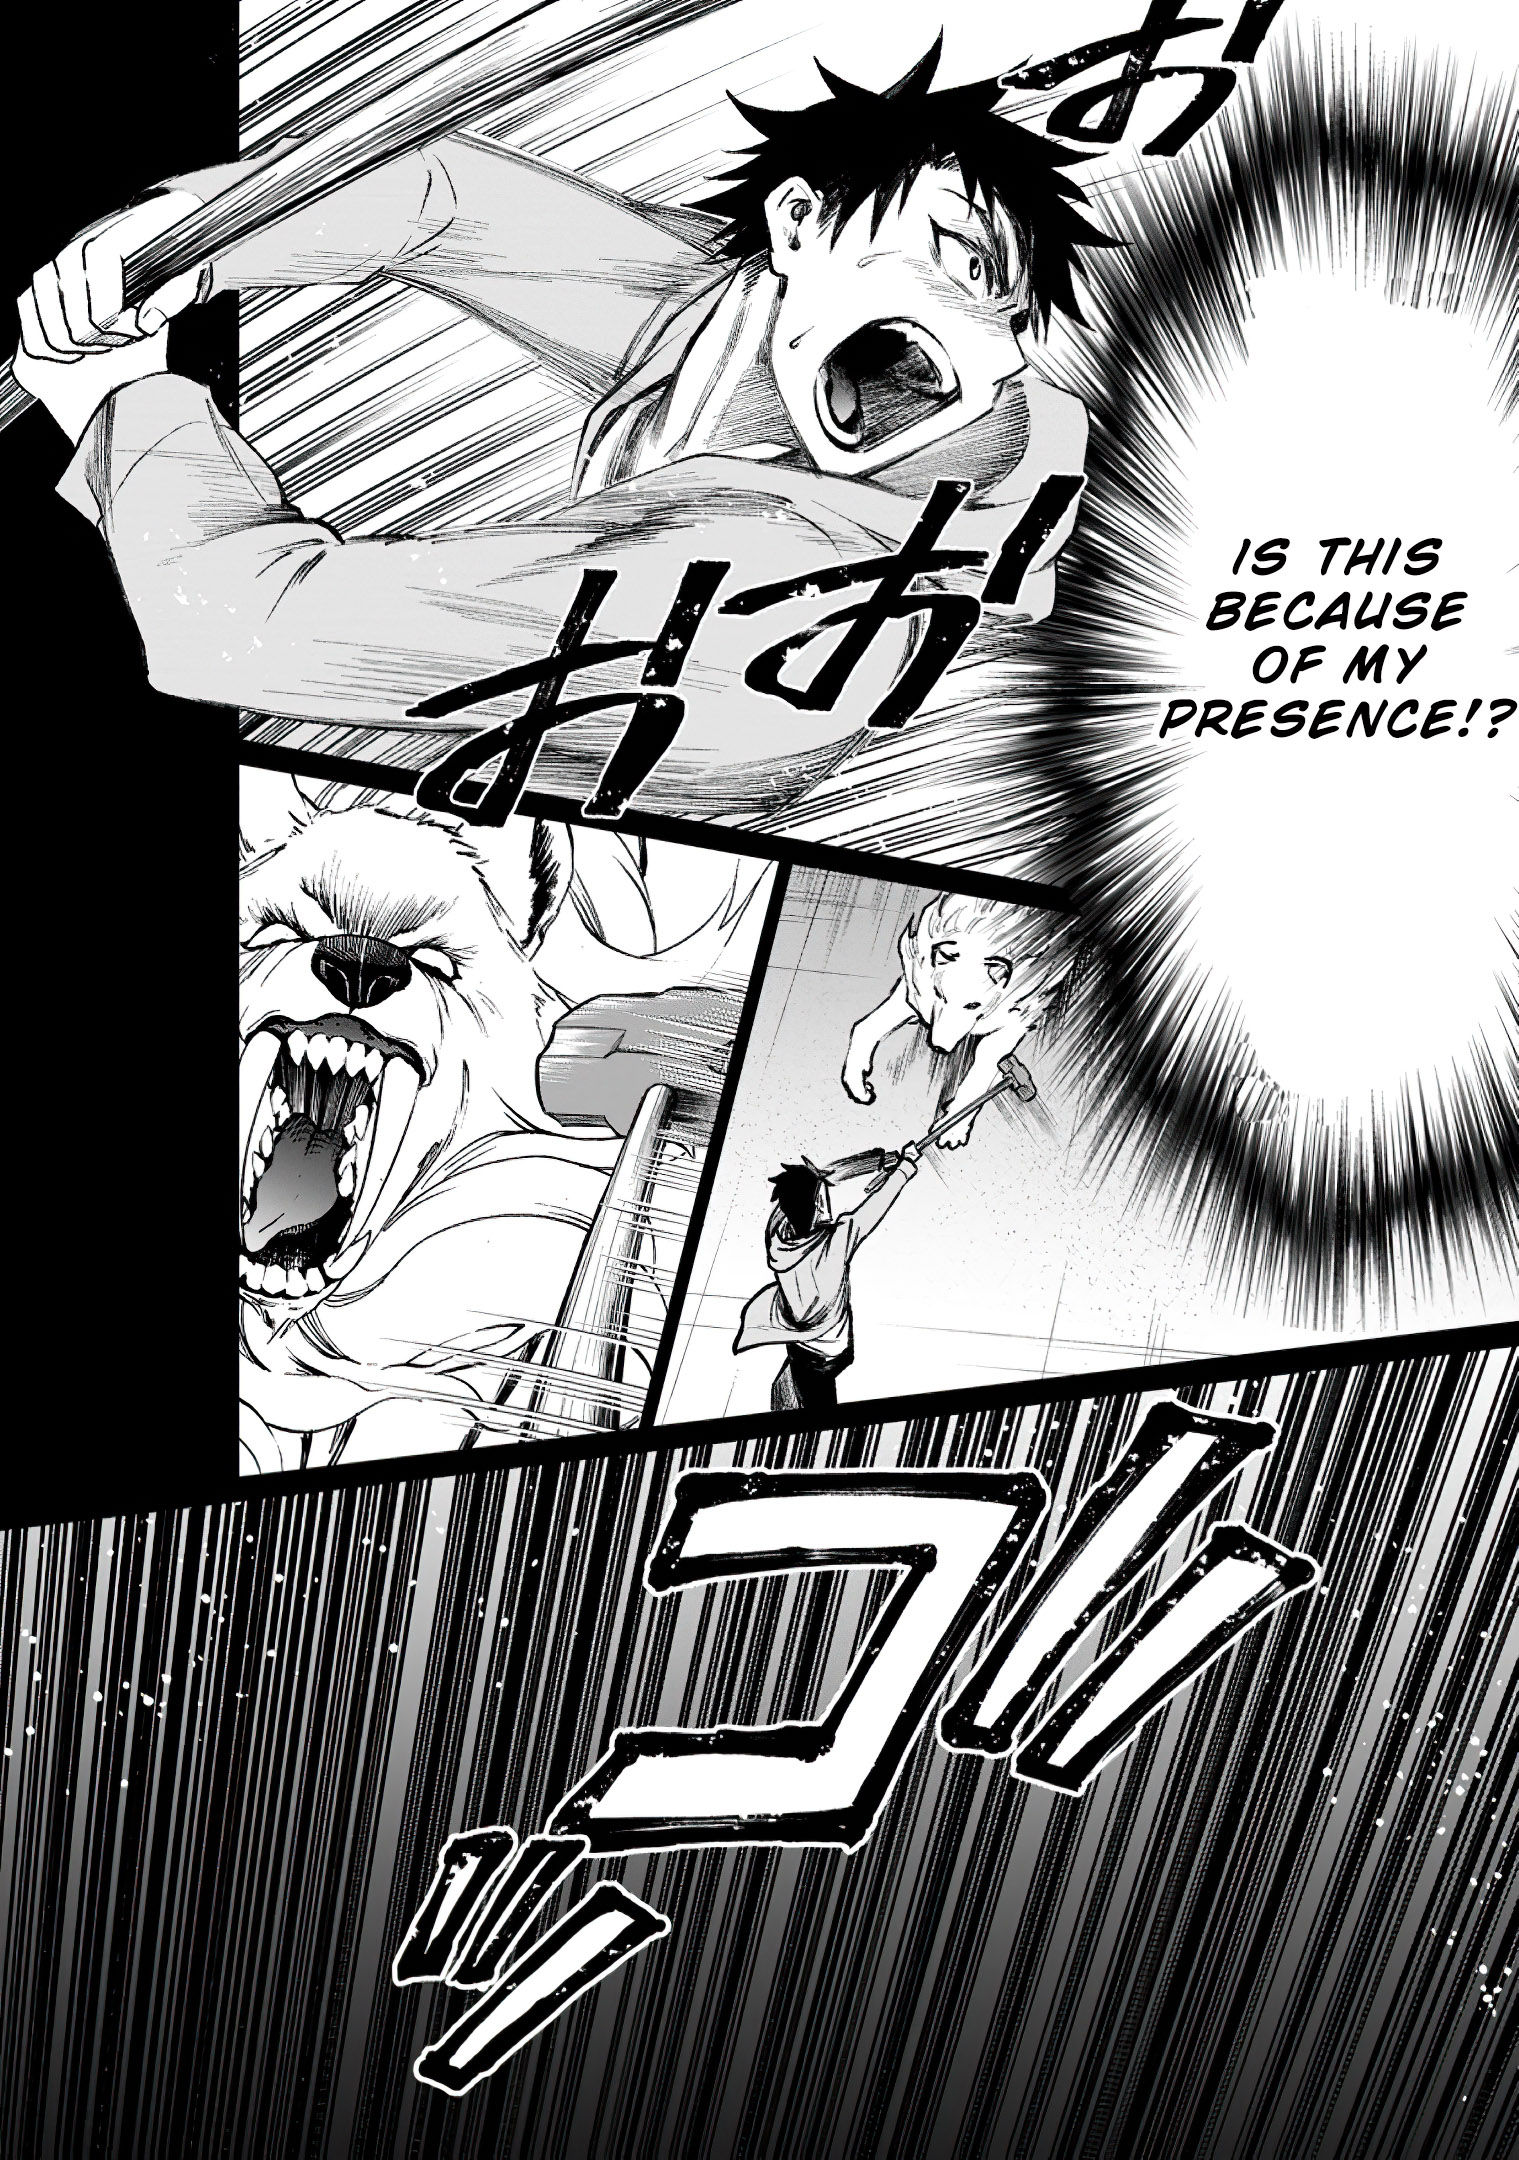 IS THIS
BECAUSE
OF MY
PRESENCE!?
お
お
お
ゴッ